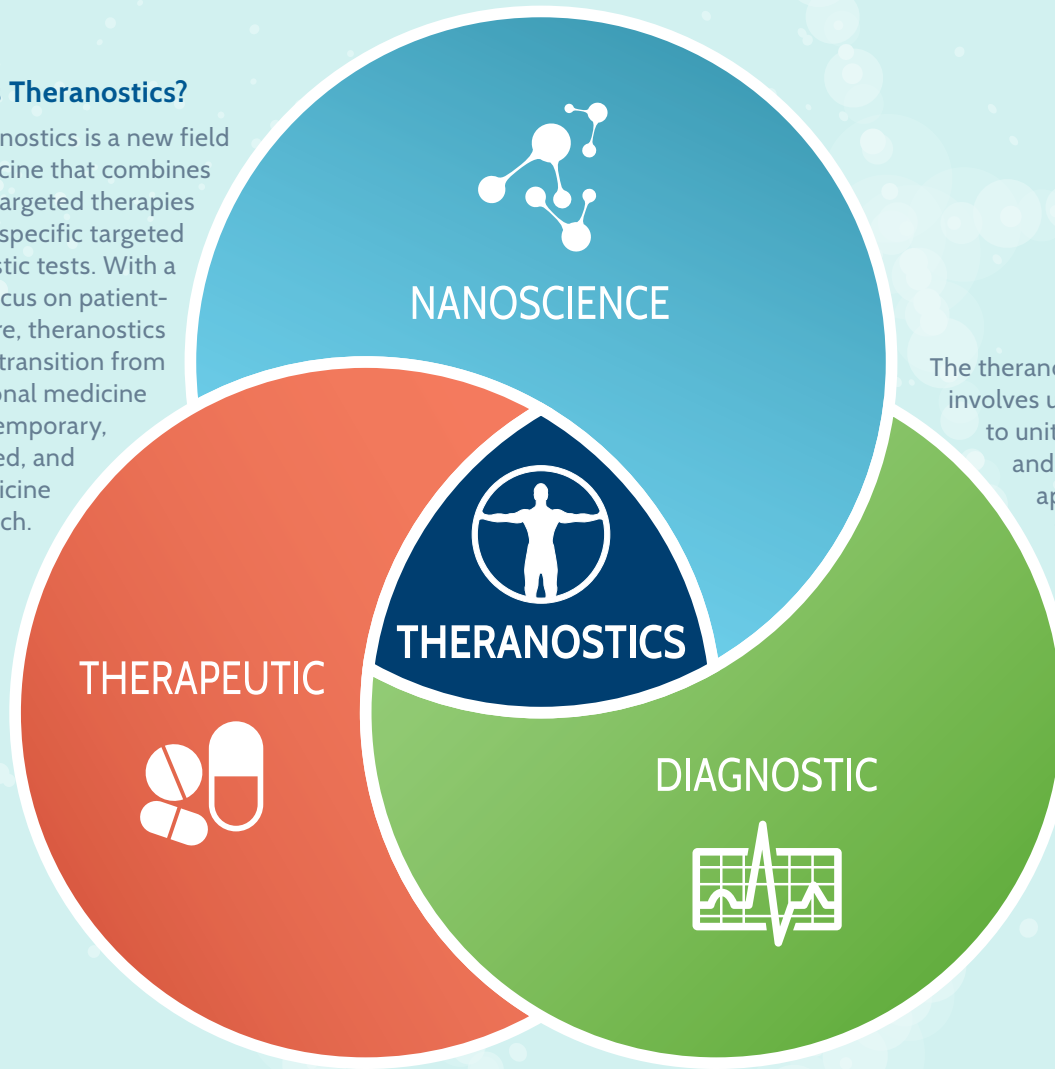 Theranostics?
nostics is a new field
cine that combines
argeted therapies
specific targeted
stic tests. With a
cus on patient-
re, theranostics
transition from
onal medicine
temporary,
ed, and
icine
ch.
NANOSCIENCE
The therano
involves u
to unit
and
ap
THERANOSTICS
THERAPEUTIC
DIAGNOSTIC